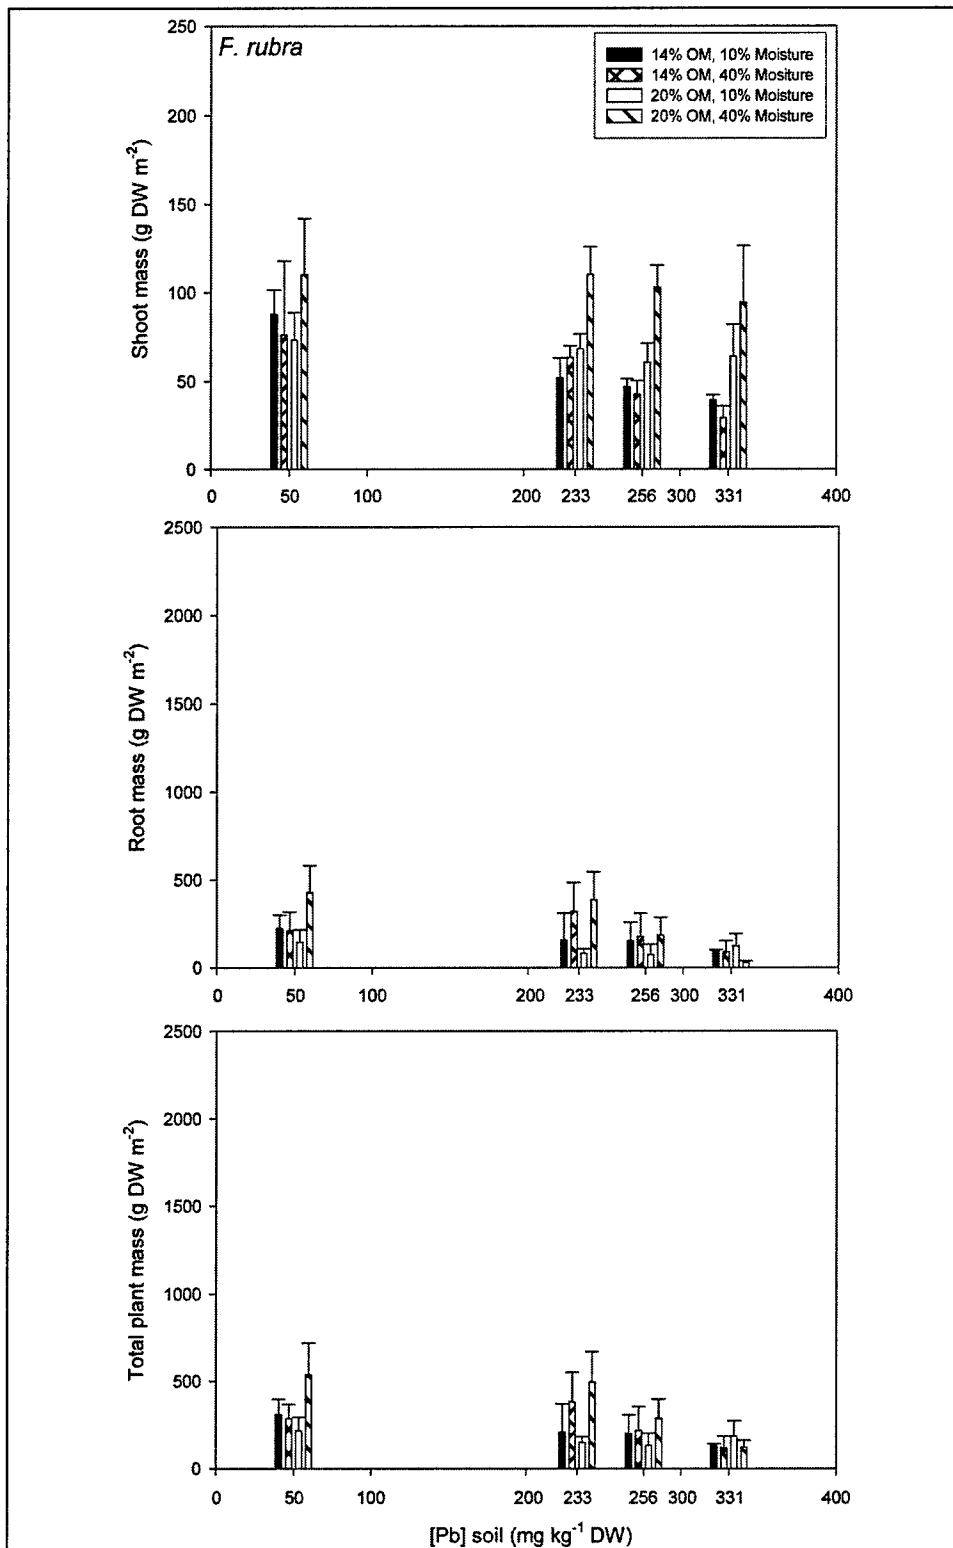 F. rubra
14% OM, 10% Moisture
14% OM, 40% Mositure
20% OM, 10% Moisture
20% OM, 40% Moisture
Shoot mass (g DW m⁻²)
250
200
150
100
50
0
0 50 100 200 233 256 300 331 400
Root mass (g DW m⁻²)
2500
2000
1500
1000
500
0
0 50 100 200 233 256 300 331 400
Total plant mass (g DW m⁻²)
2500
2000
1500
1000
500
0
0 50 100 200 233 256 300 331 400
[Pb] soil (mg kg⁻¹ DW)